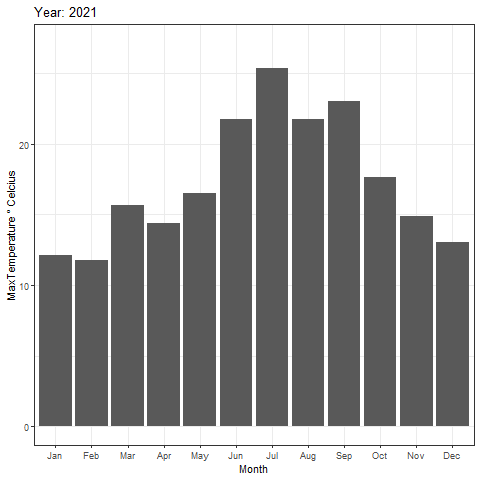 Year: 2021
MaxTemperature ° Celcius
20
10
0
Jan Feb Mar Apr May Jun Jul Aug Sep Oct Nov Dec
Month